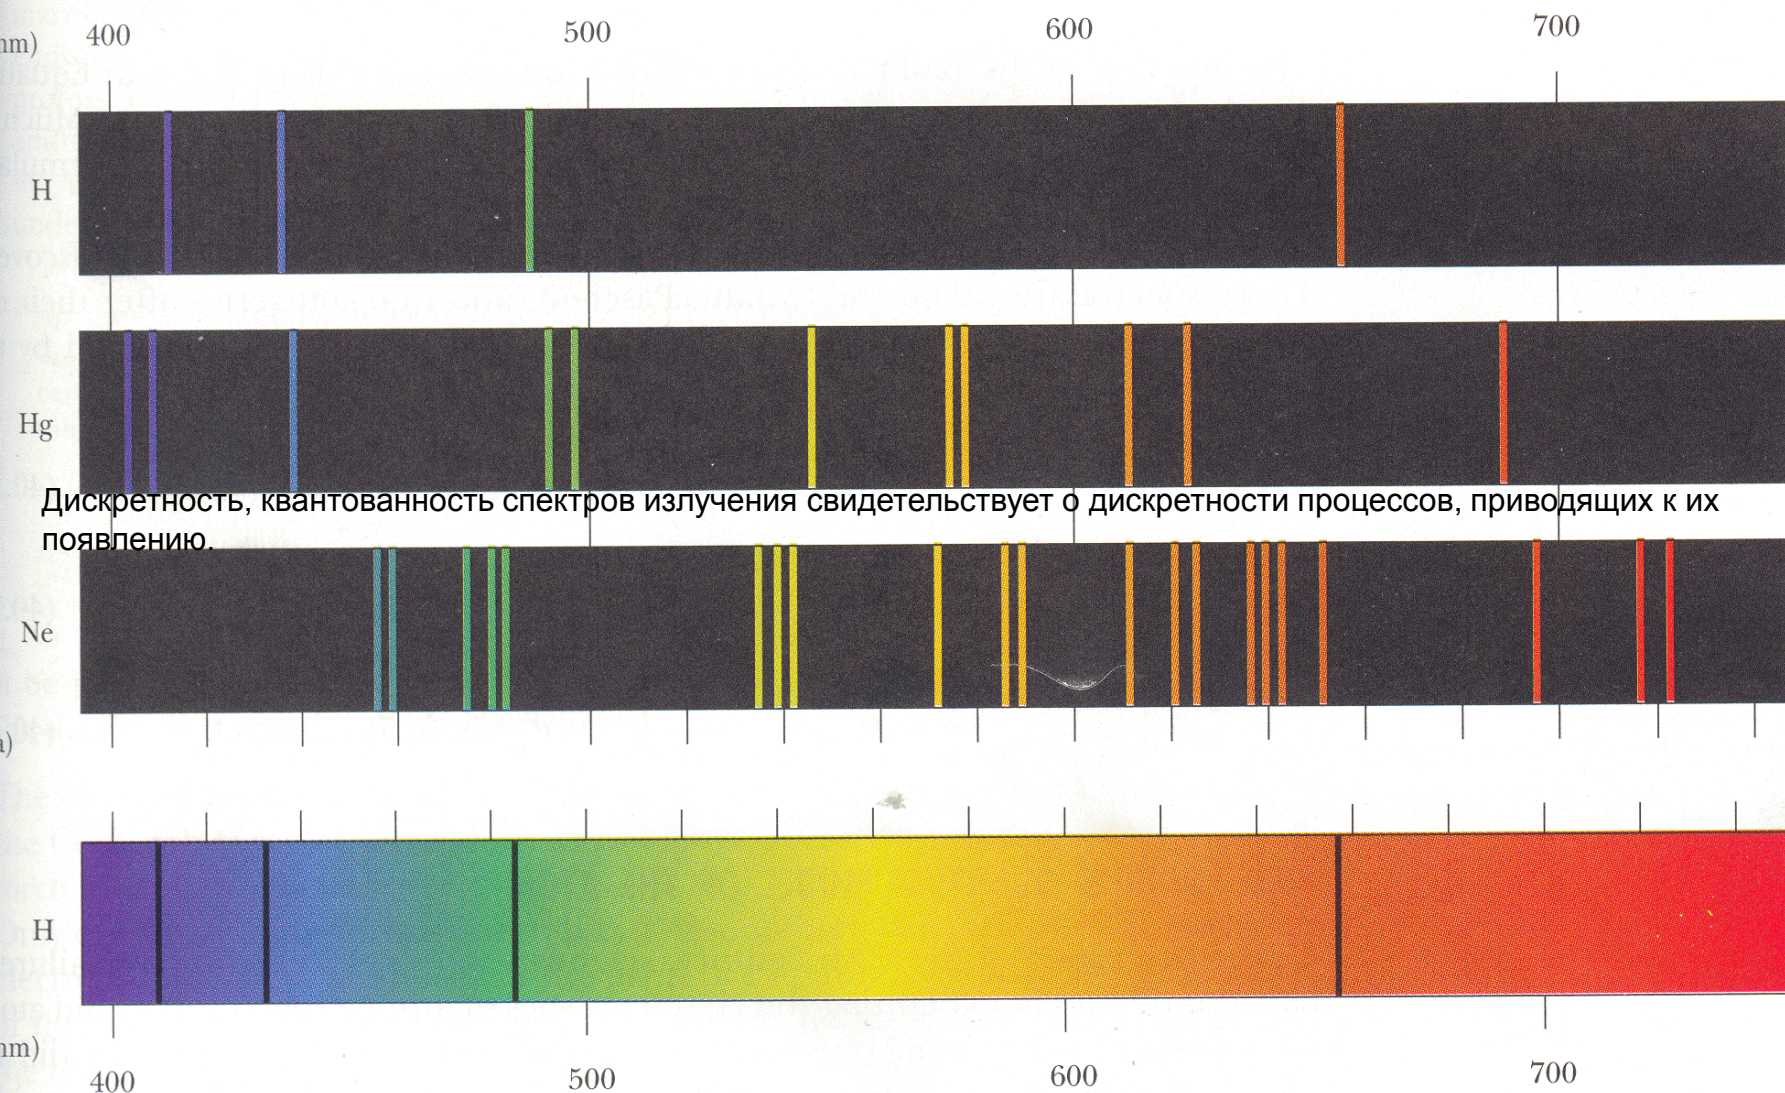 nm) 400 500 600 700
H
Hg
Дискретность, квантованность спектров излучения свидетельствует о дискретности процессов, приводящих к их
появлению.
Ne
a)
H
nm)
400 500 600 700